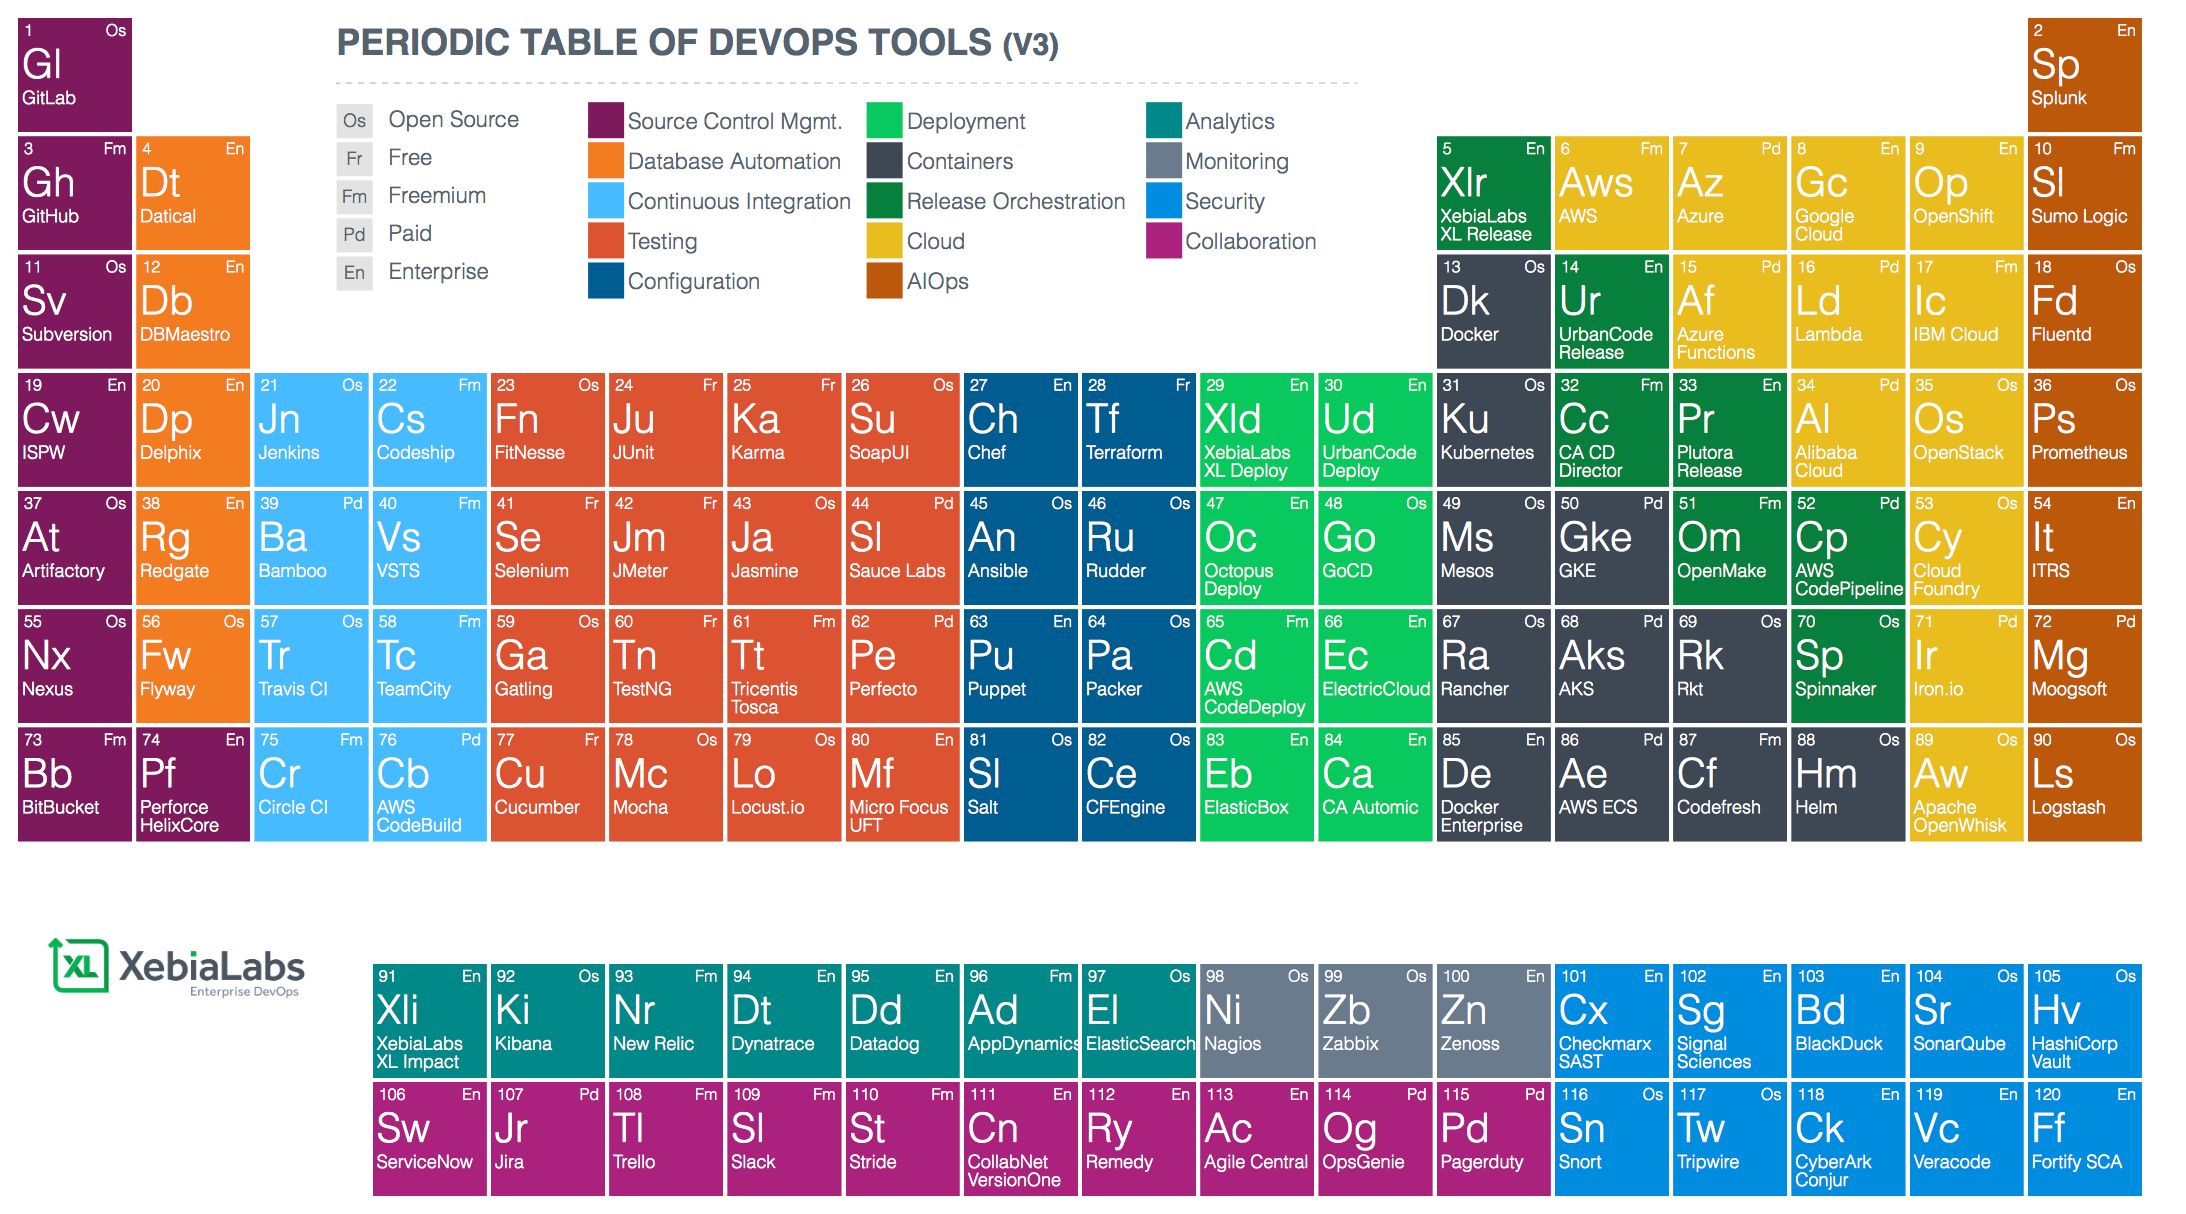 PERIODIC TABLE OF DEVOPS TOOLS (V3)
Os Open Source
Fr Free
Fm Freemium
Pd Paid
En Enterprise
Source Control Mgmt.
Database Automation
Continuous Integration
Testing
Configuration
Deployment
Containers
Release Orchestration
Cloud
AIOps
Analytics
Monitoring
Security
Collaboration
1 Os
Gl
GitLab
2 En
Sp
Splunk
3 Fm
Gh
GitHub
4 En
Dt
Datical
5 En
Xlr
XebiaLabs
XL Release
6 Fm
Aws
AWS
7 Pd
Az
Azure
8 En
Gc
Google
Cloud
9 En
Op
OpenShift
10 Fm
Sl
Sumo Logic
11 Os
Sv
Subversion
12 En
Db
DBMaestro
13 Os
Dk
Docker
14 En
Ur
UrbanCode
Release
15 Pd
Af
Azure
Functions
16 Pd
Ld
Lambda
17 Fm
Ic
IBM Cloud
18 Os
Fd
Fluentd
19 En
Cw
ISPW
20 En
Dp
Delphix
21 Os
Jn
Jenkins
22 Fm
Cs
Codeship
23 Os
Fn
FitNesse
24 Fr
Ju
JUnit
25 Fr
Ka
Karma
26 Os
Su
SoapUI
27 En
Ch
Chef
28 Fr
Tf
Terraform
29 En
Xld
XebiaLabs
XL Deploy
30 En
Ud
UrbanCode
Deploy
31 Os
Ku
Kubernetes
32 Fm
Cc
CA CD
Director
33 En
Pr
Plutora
Release
34 Pd
Al
Alibaba
Cloud
35 Os
Os
OpenStack
36 Os
Ps
Prometheus
37 Os
At
Artifactory
38 En
Rg
Redgate
39 Pd
Ba
Bamboo
40 Fm
Vs
VSTS
41 Fr
Se
Selenium
42 Fr
Jm
JMeter
43 Os
Ja
Jasmine
44 Pd
Sl
Sauce Labs
45 Os
An
Ansible
46 Os
Ru
Rudder
47 En
Oc
Octopus
Deploy
48 Os
Go
GoCD
49 Os
Ms
Mesos
50 Pd
Gke
GKE
51 Fm
Om
OpenMake
52 Pd
Cp
AWS
CodePipeline
53 Os
Cy
Cloud
Foundry
54 En
It
ITRS
55 Os
Nx
Nexus
56 Os
Fw
Flyway
57 Os
Tr
Travis CI
58 Fm
Tc
TeamCity
59 Os
Ga
Gatling
60 Fr
Tn
TestNG
61 Fm
Tt
Tricentis
Tosca
62 Pd
Pe
Perfecto
63 En
Pu
Puppet
64 Os
Pa
Packer
65 Fm
Cd
AWS
CodeDeploy
66 En
Ec
ElectricCloud
67 Os
Ra
Rancher
68 Pd
Aks
AKS
69 Os
Rk
Rkt
70 Os
Sp
Spinnaker
71 Pd
Ir
Iron.io
72 Pd
Mg
Moogsoft
73 Fm
Bb
BitBucket
74 En
Pf
Perforce
HelixCore
75 Fm
Cr
Circle CI
76 Pd
Cb
AWS
CodeBuild
77 Fr
Cu
Cucumber
78 Os
Mc
Mocha
79 Os
Lo
Locust.io
80 En
Mf
Micro Focus
UFT
81 Os
Sl
Salt
82 Os
Ce
CFEngine
83 En
Eb
ElasticBox
84 En
Ca
CA Automic
85 En
De
Docker
Enterprise
86 Pd
Ae
AWS ECS
87 Fm
Cf
Codefresh
88 Os
Hm
Helm
89 Os
Aw
Apache
OpenWhisk
90 Os
Ls
Logstash
XL XebiaLabs
Enterprise DevOps
91 En
Xli
XebiaLabs
XL Impact
92 Os
Ki
Kibana
93 Fm
Nr
New Relic
94 En
Dt
Dynatrace
95 En
Dd
Datadog
96 Fm
Ad
AppDynamics
97 Os
El
ElasticSearch
98 Os
Ni
Nagios
99 Os
Zb
Zabbix
100 En
Zn
Zenoss
101 En
Cx
Checkmarx
SAST
102 En
Sg
Signal
Sciences
103 En
Bd
BlackDuck
104 Os
Sr
SonarQube
105 Os
Hv
HashiCorp
Vault
106 En
Sw
ServiceNow
107 Pd
Jr
Jira
108 Fm
Tl
Trello
109 Fm
Sl
Slack
110 Fm
St
Stride
111 En
Cn
CollabNet
VersionOne
112 En
Ry
Remedy
113 En
Ac
Agile Central
114 Pd
Og
OpsGenie
115 Pd
Pd
Pagerduty
116 Os
Sn
Snort
117 Os
Tw
Tripwire
118 En
Ck
CyberArk
Conjur
119 En
Vc
Veracode
120 En
Ff
Fortify SCA